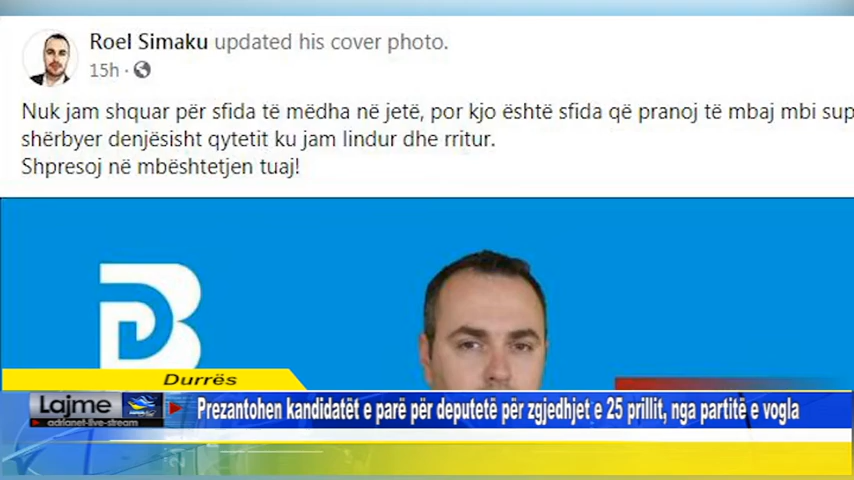 Roel Simaku updated his cover photo.
15h ·
Nuk jam shquar për sfida të mëdha në jetë, por kjo është sfida që pranoj të mbaj mbi sup
shërbyer denjësisht qytetit ku jam lindur dhe rritur.
Shpresoj në mbështetjen tuaj!
B
Durrës
Lajme
Prezantohen kandidatët e parë për deputetë për zgjedhjet e 25 prillit, nga partitë e vogla
adrianet-live-stream